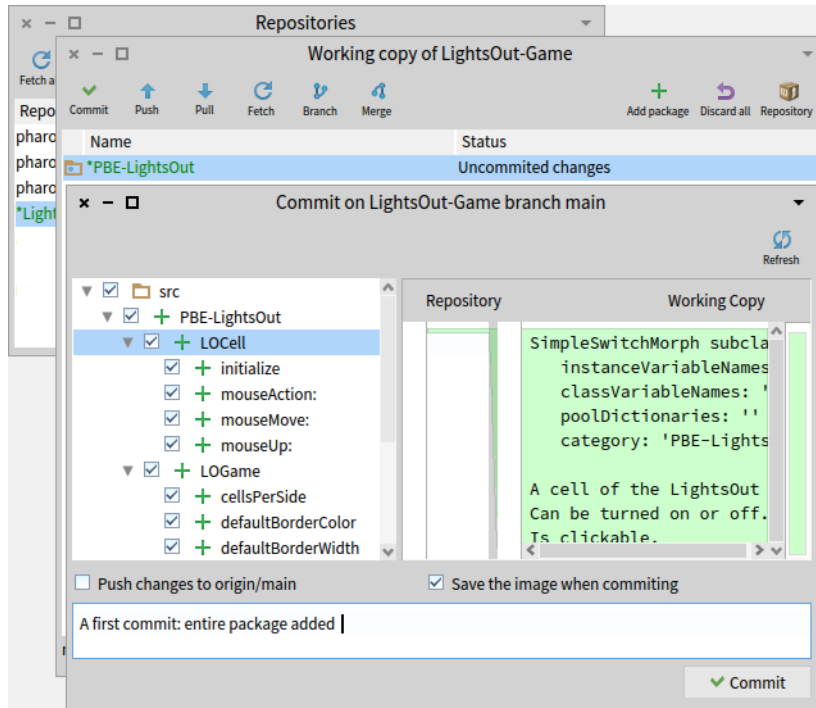 Repositories
Working copy of LightsOut-Game
Fetch a
Commit Push Pull Fetch Branch Merge Add package Discard all Repository
Repo
Name Status
pharo
*PBE-LightsOut Uncommited changes
pharo
pharo
*Light
Commit on LightsOut-Game branch main
Refresh
src
PBE-LightsOut
LOCell
initialize
mouseAction:
mouseMove:
mouseUp:
LOGame
cellsPerSide
defaultBorderColor
defaultBorderWidth
Repository Working Copy
SimpleSwitchMorph subcla
instanceVariableNames
classVariableNames: '
poolDictionaries: ''
category: 'PBE-Lights
A cell of the LightsOut
Can be turned on or off.
Is clickable.
Push changes to origin/main Save the image when commiting
A first commit: entire package added
Commit